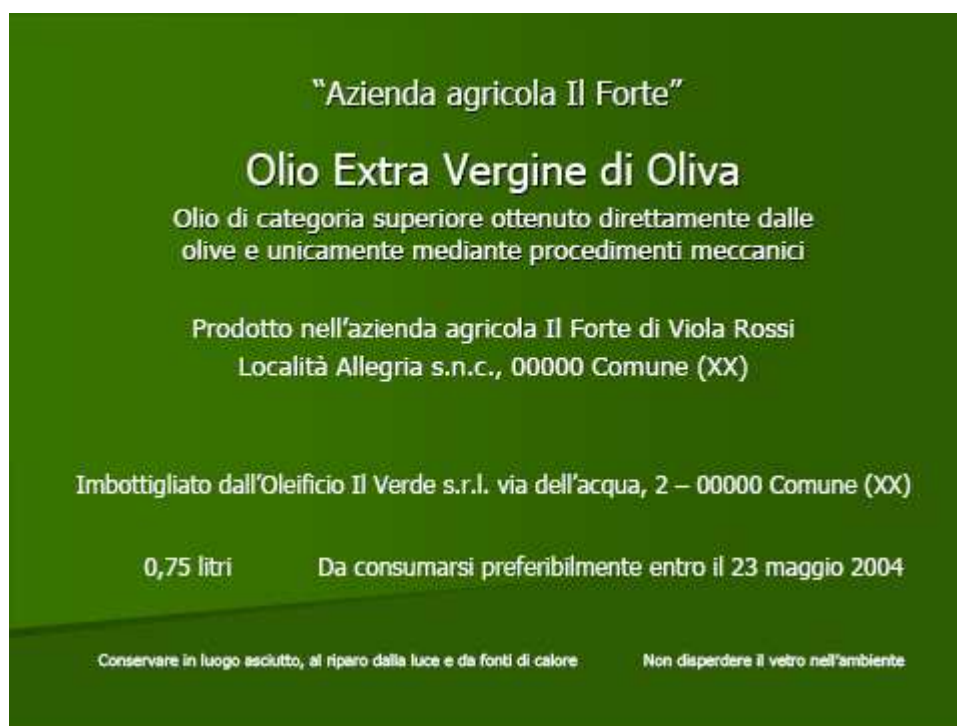 “Azienda agricola Il Forte”
Olio Extra Vergine di Oliva
Olio di categoria superiore ottenuto direttamente dalle
olive e unicamente mediante procedimenti meccanici
Prodotto nell’azienda agricola Il Forte di Viola Rossi
Località Allegria s.n.c., 00000 Comune (XX)
Imbottigliato dall’Oleificio Il Verde s.r.l. via dell’acqua, 2 – 00000 Comune (XX)
0,75 litri Da consumarsi preferibilmente entro il 23 maggio 2004
Conservare in luogo asciutto, al riparo dalla luce e da fonti di calore Non disperdere il vetro nell’ambiente